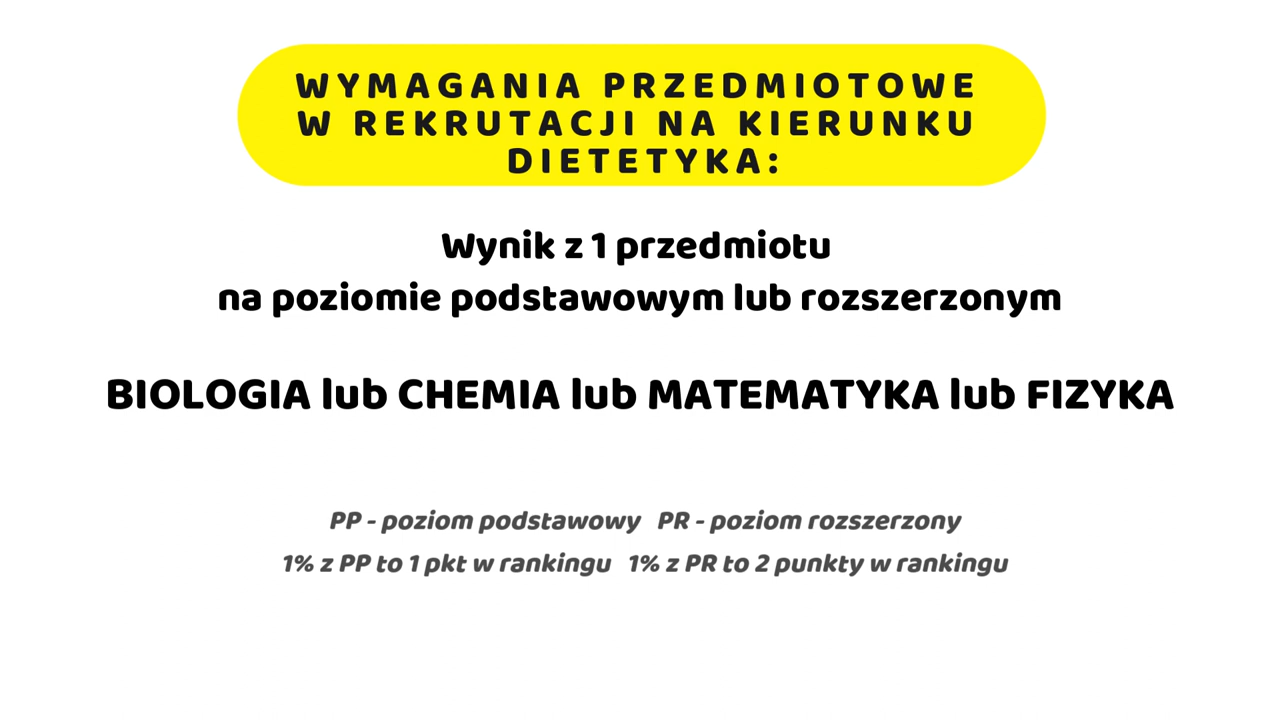 WYMAGANIA PRZEDMIOTOWE
W REKRUTACJI NA KIERUNKU
DIETETYKA:
Wynik z 1 przedmiotu
na poziomie podstawowym lub rozszerzonym
BIOLOGIA lub CHEMIA lub MATEMATYKA lub FIZYKA
PP - poziom podstawowy PR - poziom rozszerzony
1% z PP to 1 pkt w rankingu 1% z PR to 2 punkty w rankingu